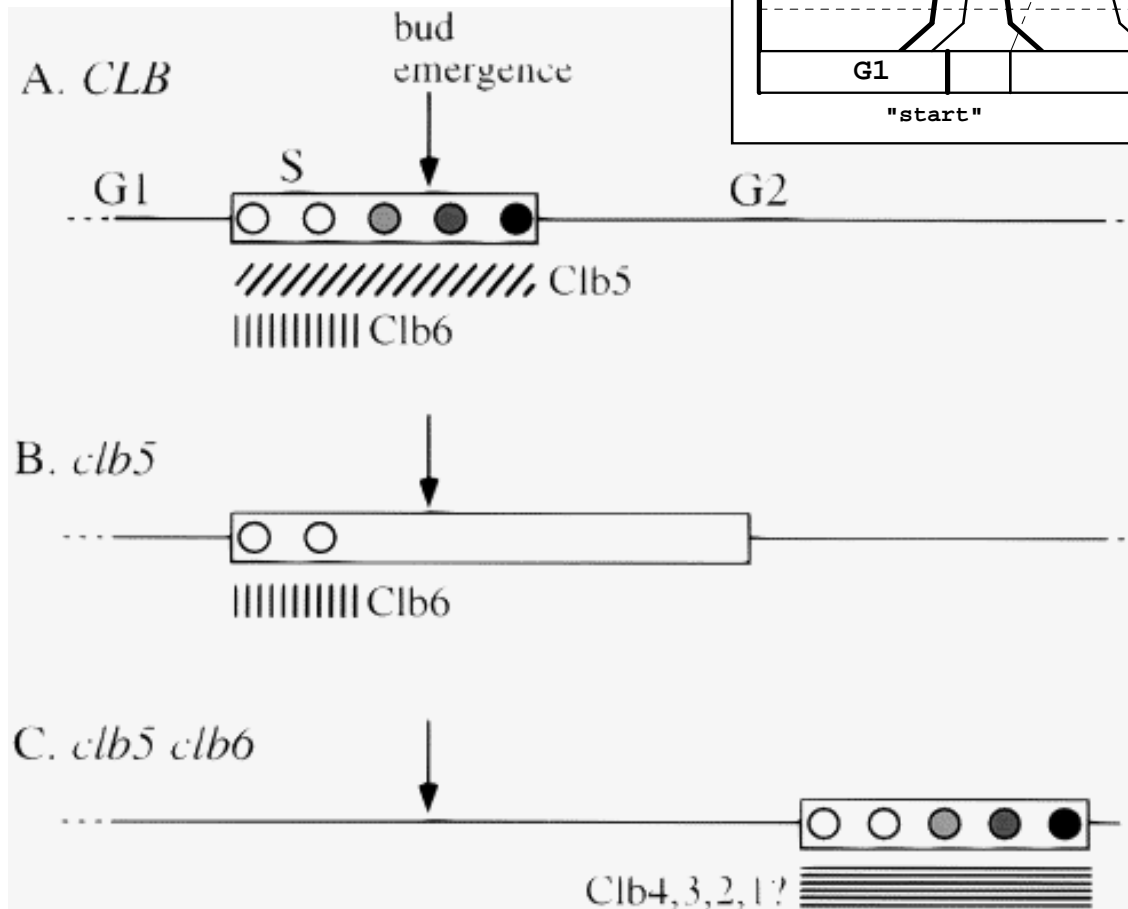 bud
emergence
A. CLB
G1
"start"
G1
S
G2
Clb5
Clb6
B. clb5
Clb6
C. clb5 clb6
Clb4,3,2,1?